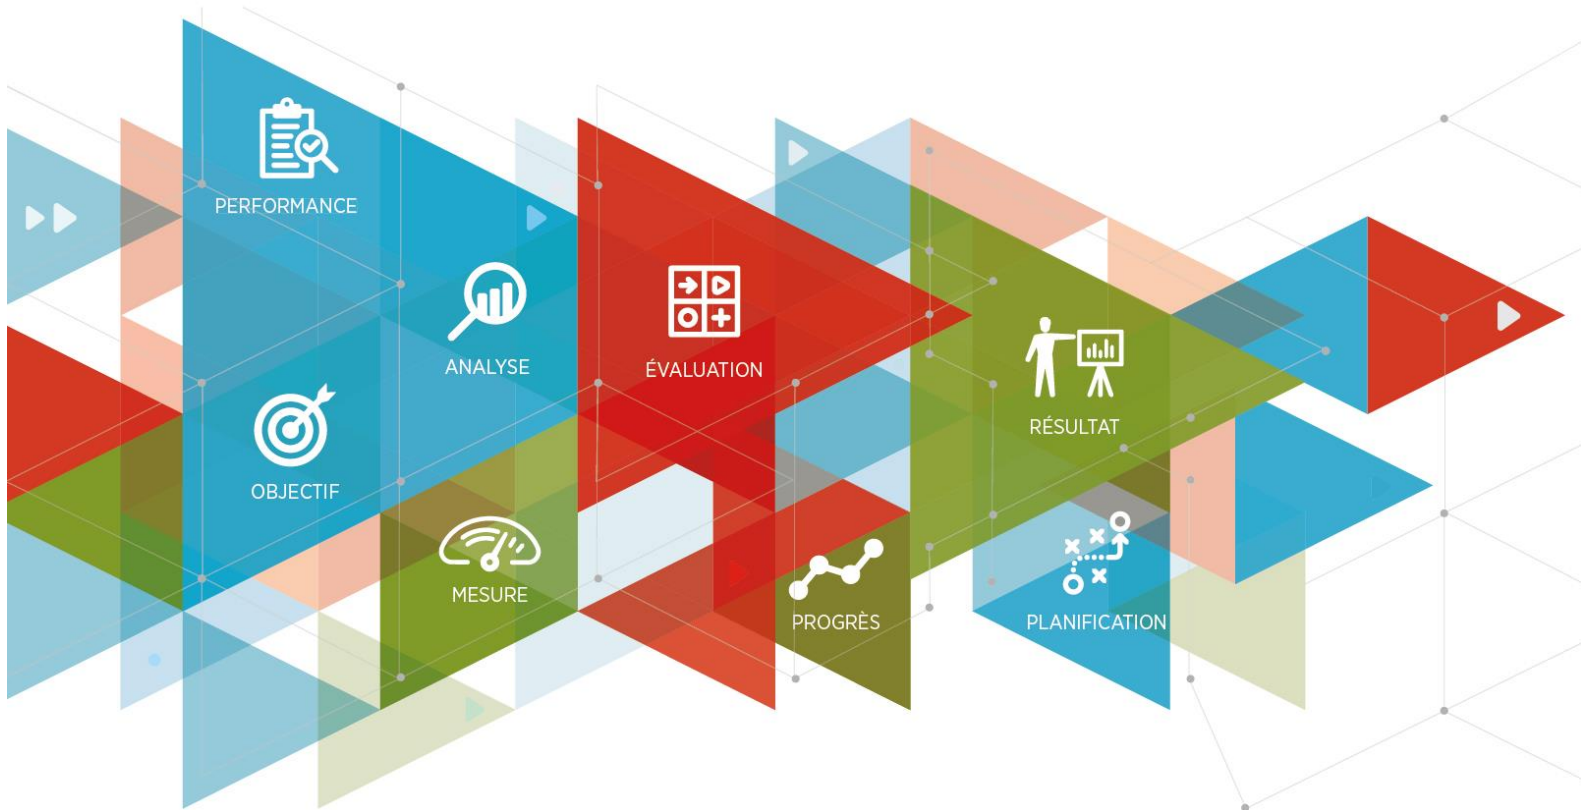 PERFORMANCE
ANALYSE
ÉVALUATION
RÉSULTAT
OBJECTIF
MESURE
PROGRÈS
PLANIFICATION